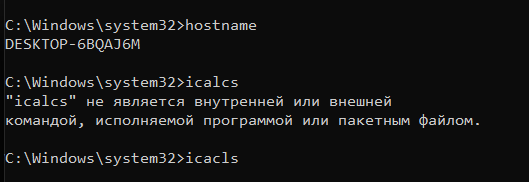 C:\Windows\system32>hostname
DESKTOP-6BQAJ6M
C:\Windows\system32>icalcs
"icalcs" не является внутренней или внешней
командой, исполняемой программой или пакетным файлом.
C:\Windows\system32>icacls